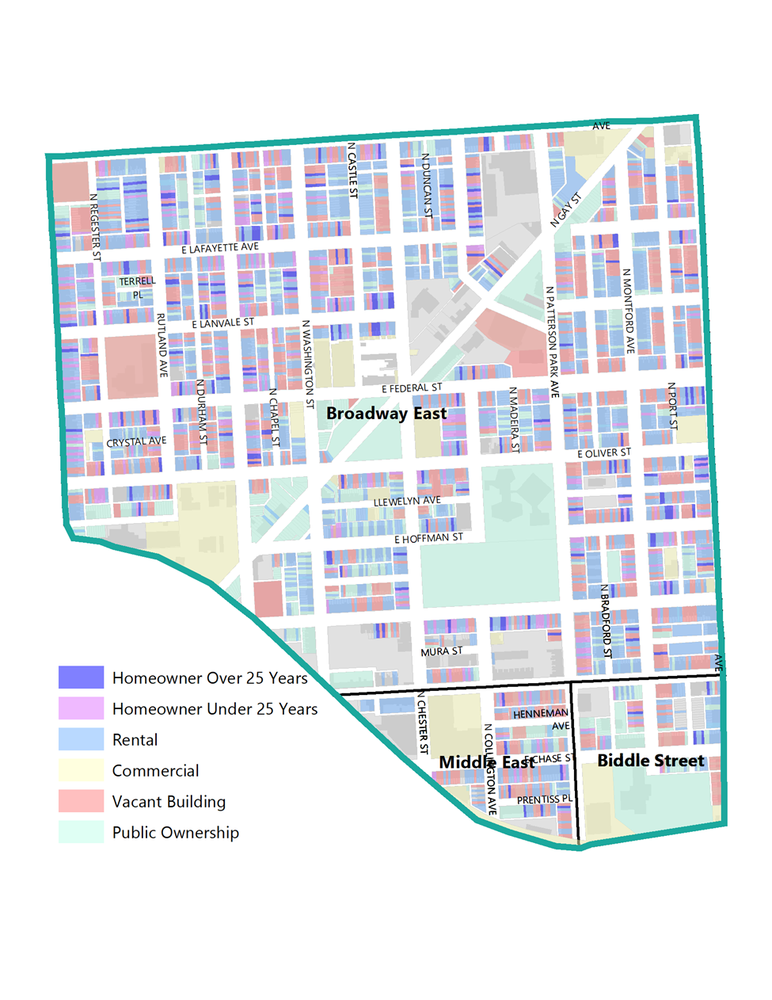 AVE
N CASTLE ST
N DUNCAN ST
N REGESTER ST
N GAY ST
E LAFAYETTE AVE
TERRELL
PL
N MONTFORD AVE
N PATTERSON PARK AVE
RUTLAND AVE
E LANVALE ST
N WASHINGTON ST
N DURHAM ST
N CHAPEL ST
E FEDERAL ST
N MADEIRA ST
N PORT ST
Broadway East
CRYSTAL AVE
E OLIVER ST
LLEWELYN AVE
E HOFFMAN ST
N BRADFORD ST
MURA ST
AVE
Homeowner Over 25 Years
Homeowner Under 25 Years
Rental
Commercial
Vacant Building
Public Ownership
N CHESTER ST
HENNEMAN
AVE
N COLLINGTON AVE
Middle East
E CHASE ST
Biddle Street
PRENTISS PL